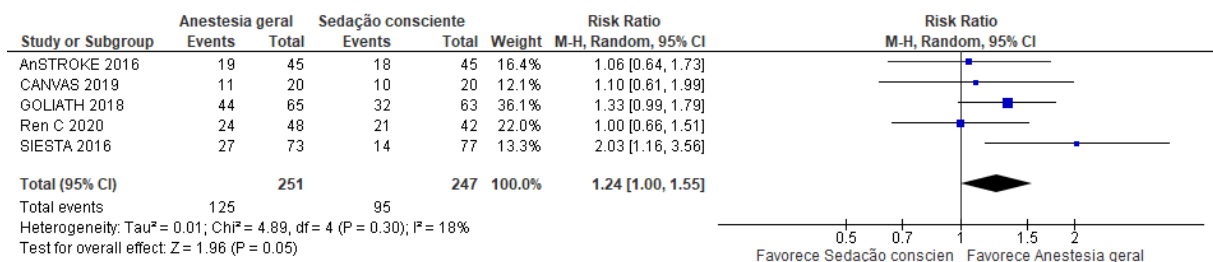 Anestesia geral Sedação consciente Risk Ratio Risk Ratio
Study or Subgroup Events Total Events Total Weight M-H, Random, 95% CI M-H, Random, 95% CI
AnSTROKE 2016 19 45 18 45 16.4% 1.06 [0.64, 1.73]
CANVAS 2019 11 20 10 20 12.1% 1.10 [0.61, 1.99]
GOLIATH 2018 44 65 32 63 36.1% 1.33 [0.99, 1.79]
Ren C 2020 24 48 21 42 22.0% 1.00 [0.66, 1.51]
SIESTA 2016 27 73 14 77 13.3% 2.03 [1.16, 3.56]
Total (95% CI) 251 247 100.0% 1.24 [1.00, 1.55]
Total events 125 95
Heterogeneity: Tau² = 0.01; Chi² = 4.89, df = 4 (P = 0.30); I² = 18%
Test for overall effect: Z = 1.96 (P = 0.05)
0.5 0.7 1 1.5 2
Favorece Sedação conscien Favorece Anestesia geral